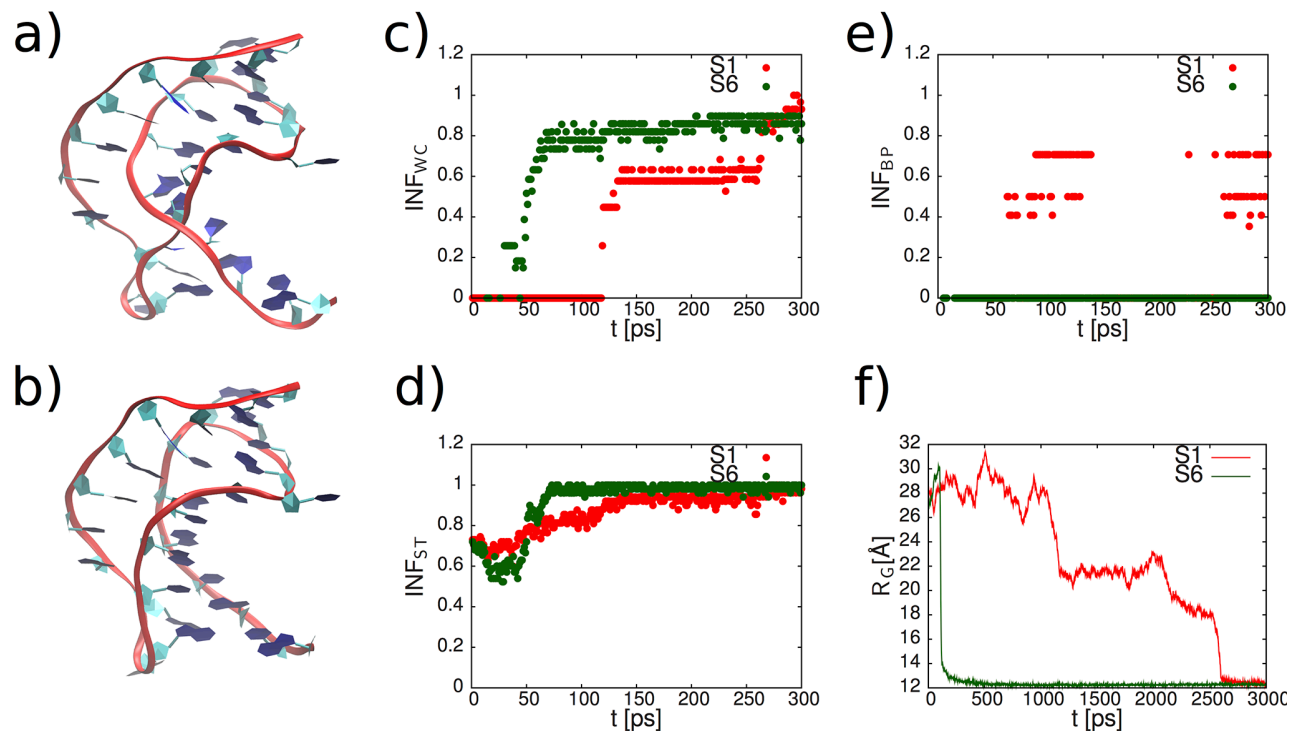 a)
b)
c)
INF_WC
1.2
1
0.8
0.6
0.4
0.2
0
0 50 100 150 200 250 300
t [ps]
S1
S6
e)
INF_BP
1.2
1
0.8
0.6
0.4
0.2
0
0 50 100 150 200 250 300
t [ps]
S1
S6
d)
INF_ST
1.2
1
0.8
0.6
0.4
0.2
0
0 50 100 150 200 250 300
t [ps]
S1
S6
f)
R_G[Å]
32
30
28
26
24
22
20
18
16
14
12
0 500 1000 1500 2000 2500 3000
t [ps]
S1
S6